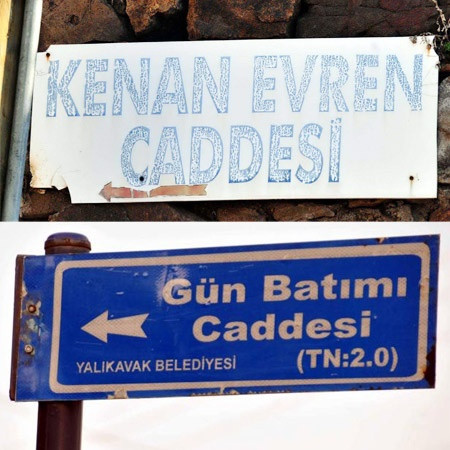 KENAN EVREN
CADDESİ
Gün Batımı
Caddesi
YALIKAVAK BELEDİYESİ (TN:2.0)